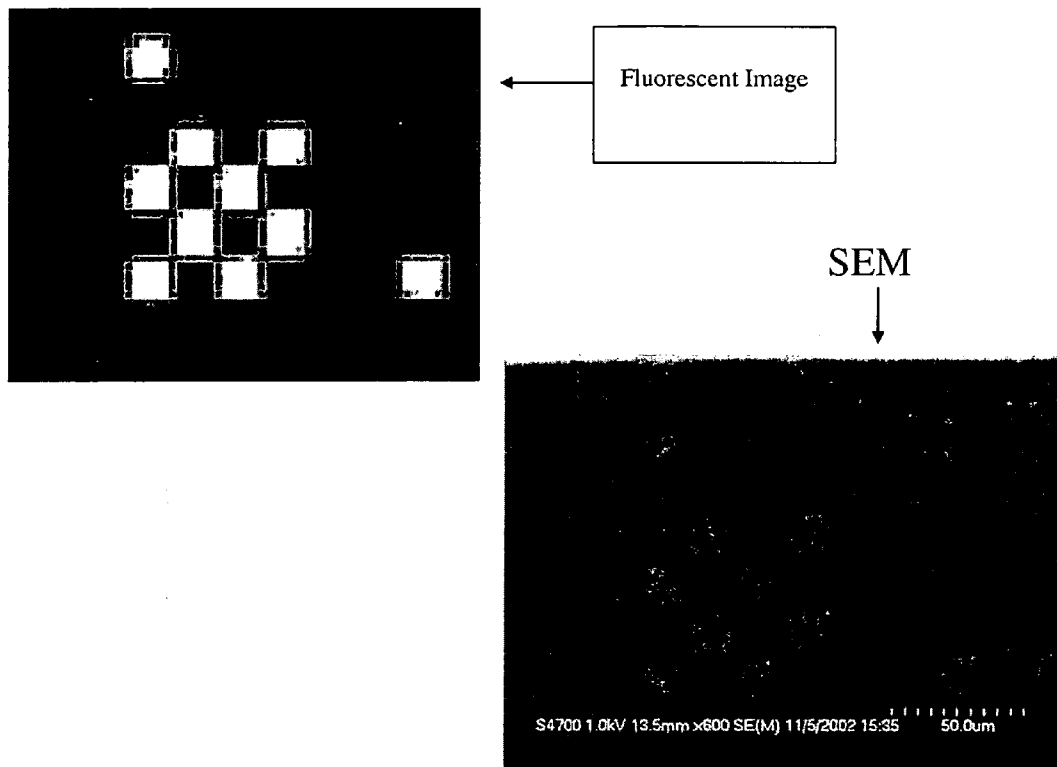 Fluorescent Image
SEM
S4700 1.0kV 13.5mm x600 SE(M) 11/5/2002 15:35
50.0um